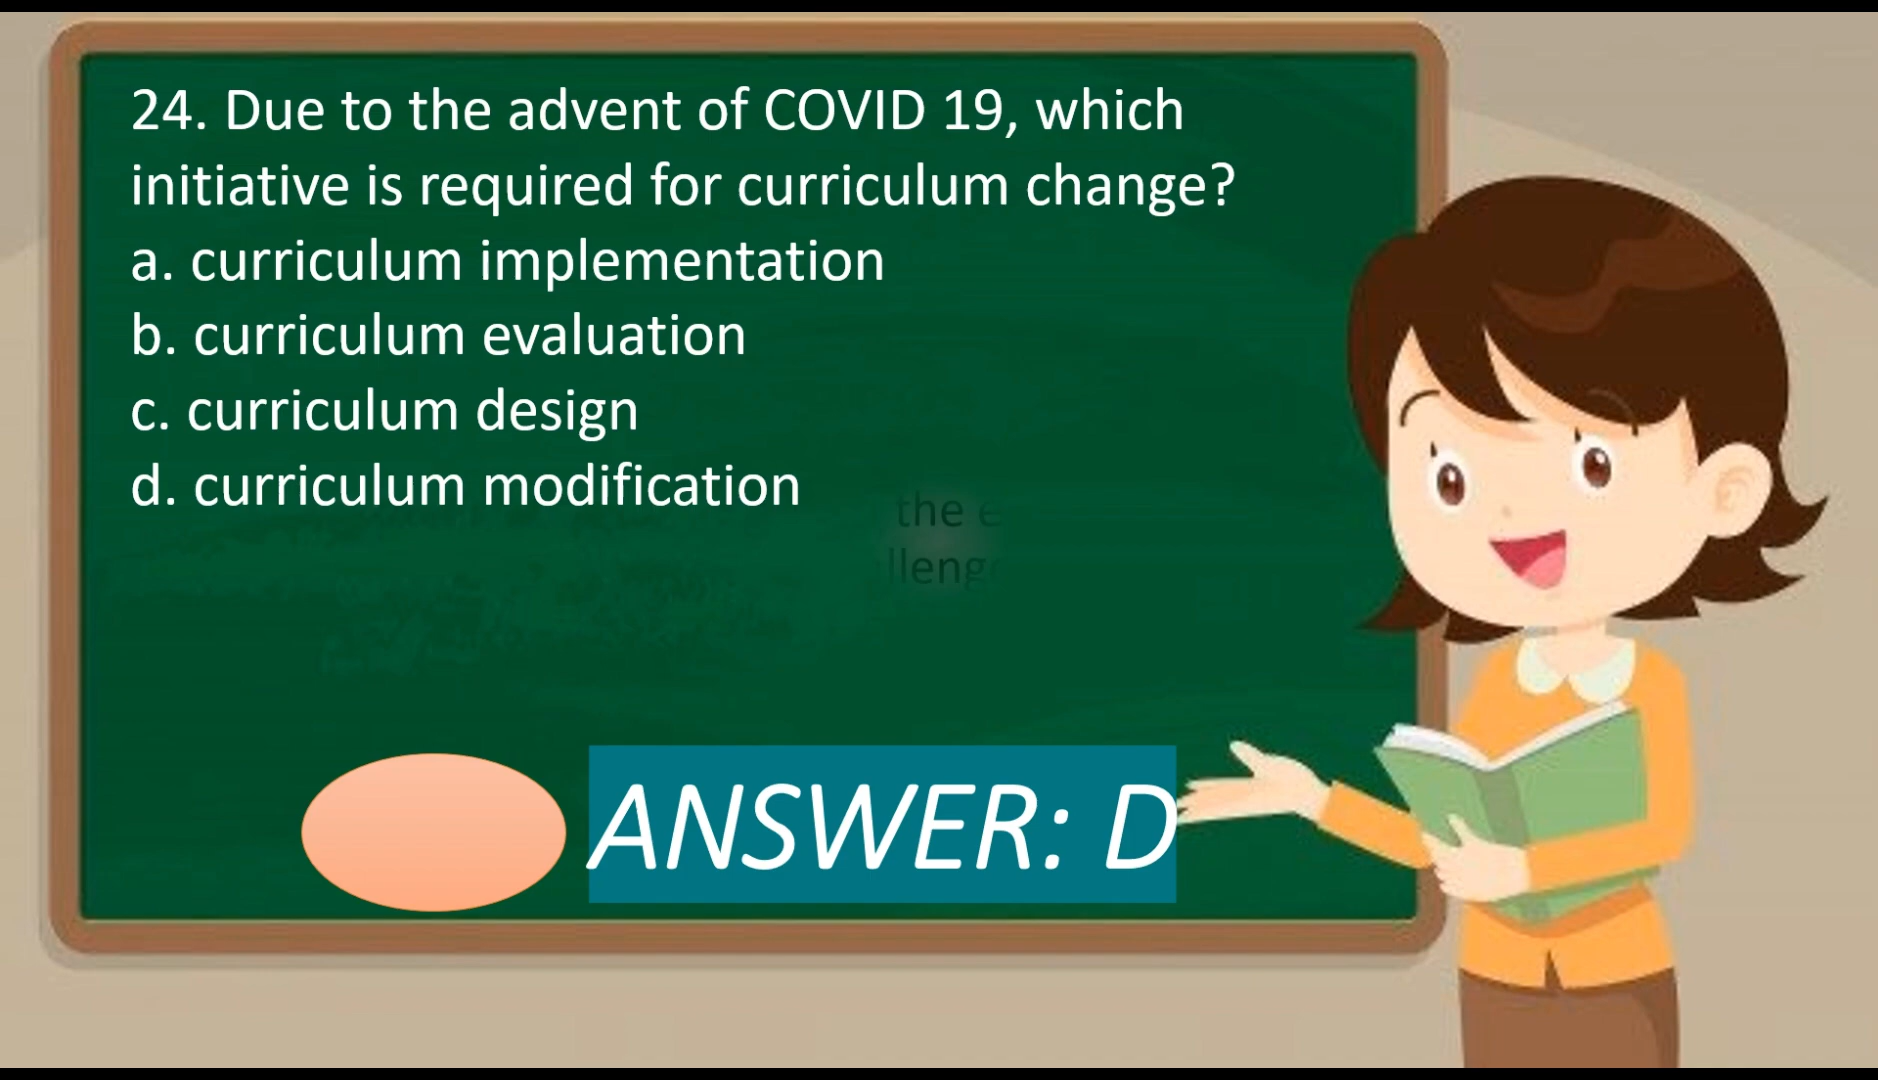 24. Due to the advent of COVID 19, which
initiative is required for curriculum change?
a. curriculum implementation
b. curriculum evaluation
c. curriculum design
d. curriculum modification
the
ANSWER: D